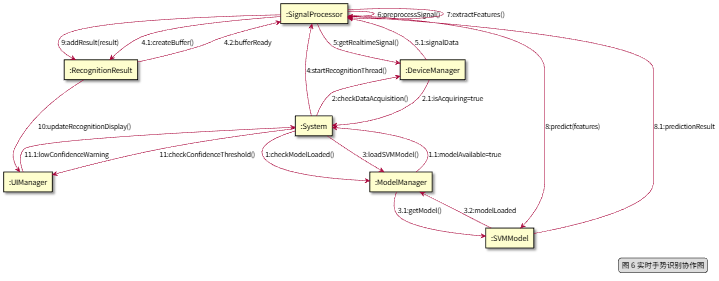 :SignalProcessor
6:preprocessSignal()
7:extractFeatures()
9:addResult(result)
4.1:createBuffer()
4.2:bufferReady
5:getRealtimeSignal()
5.1:signalData
:RecognitionResult
4:startRecognitionThread()
:DeviceManager
2:checkDataAcquisition()
2.1:isAcquiring=true
10:updateRecognitionDisplay()
:System
8:predict(features)
8.1:predictionResult
11.1:lowConfidenceWarning
11:checkConfidenceThreshold()
1:checkModelLoaded()
3:loadSVMModel()
1.1:modelAvailable=true
:UIManager
:ModelManager
3.1:getModel()
3.2:modelLoaded
:SVMModel
图 6 实时手势识别协作图